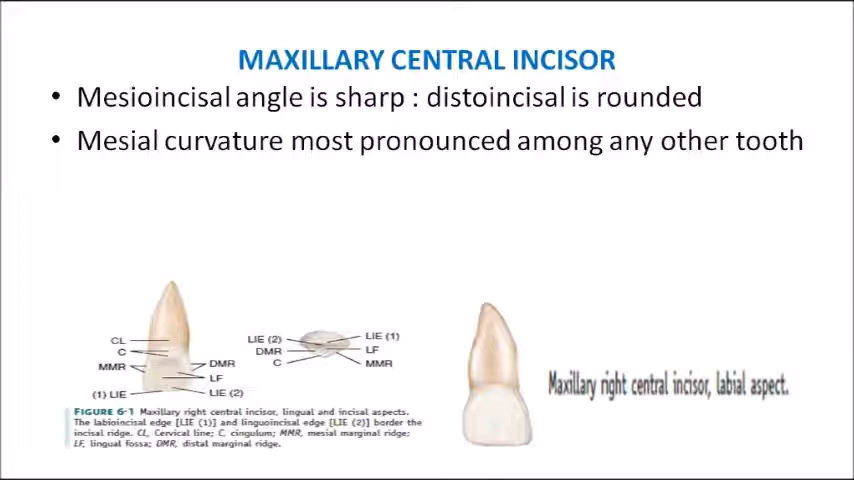 MAXILLARY CENTRAL INCISOR
• Mesioincisal angle is sharp : distoincisal is rounded
• Mesial curvature most pronounced among any other tooth
CL
C
MMR
(1) LIE
DMR
LF
LIE (2)
LIE (2)
DMR
C
LIE (1)
LF
MMR
FIGURE 6-1 Maxillary right central incisor, lingual and incisal aspects.
The labioincisal edge [LIE (1)] and linguoincisal edge [LIE (2)] border the
incisal ridge. CL, Cervical line; C, cingulum; MMR, mesial marginal ridge;
LF, lingual fossa; DMR, distal marginal ridge.
Maxillary right central incisor, labial aspect.